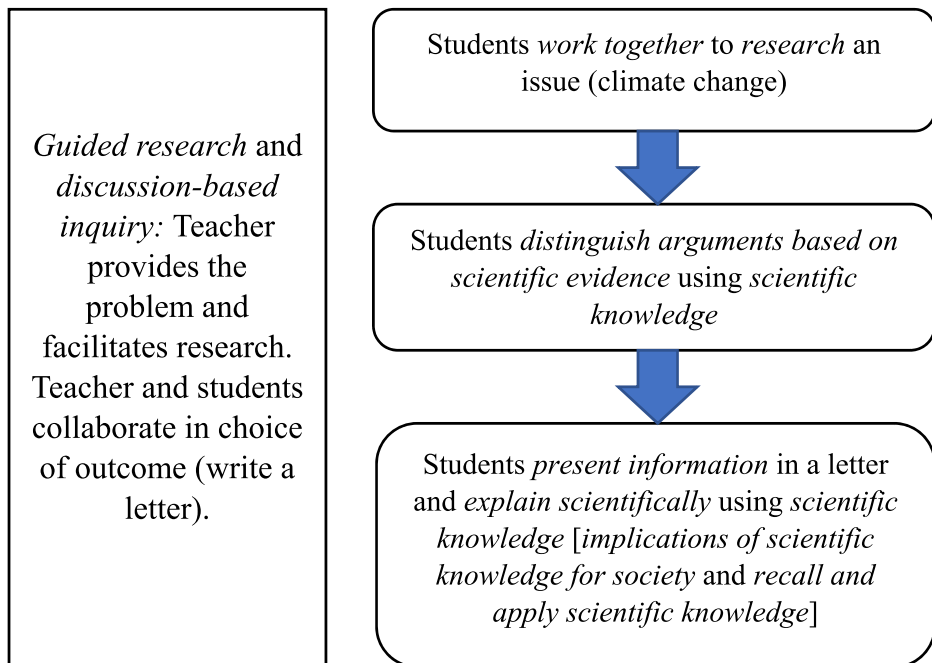 Guided research and
discussion-based
inquiry: Teacher
provides the
problem and
facilitates research.
Teacher and students
collaborate in choice
of outcome (write a
letter).
Students work together to research an
issue (climate change)
Students distinguish arguments based on
scientific evidence using scientific
knowledge
Students present information in a letter
and explain scientifically using scientific
knowledge [implications of scientific
knowledge for society and recall and
apply scientific knowledge]